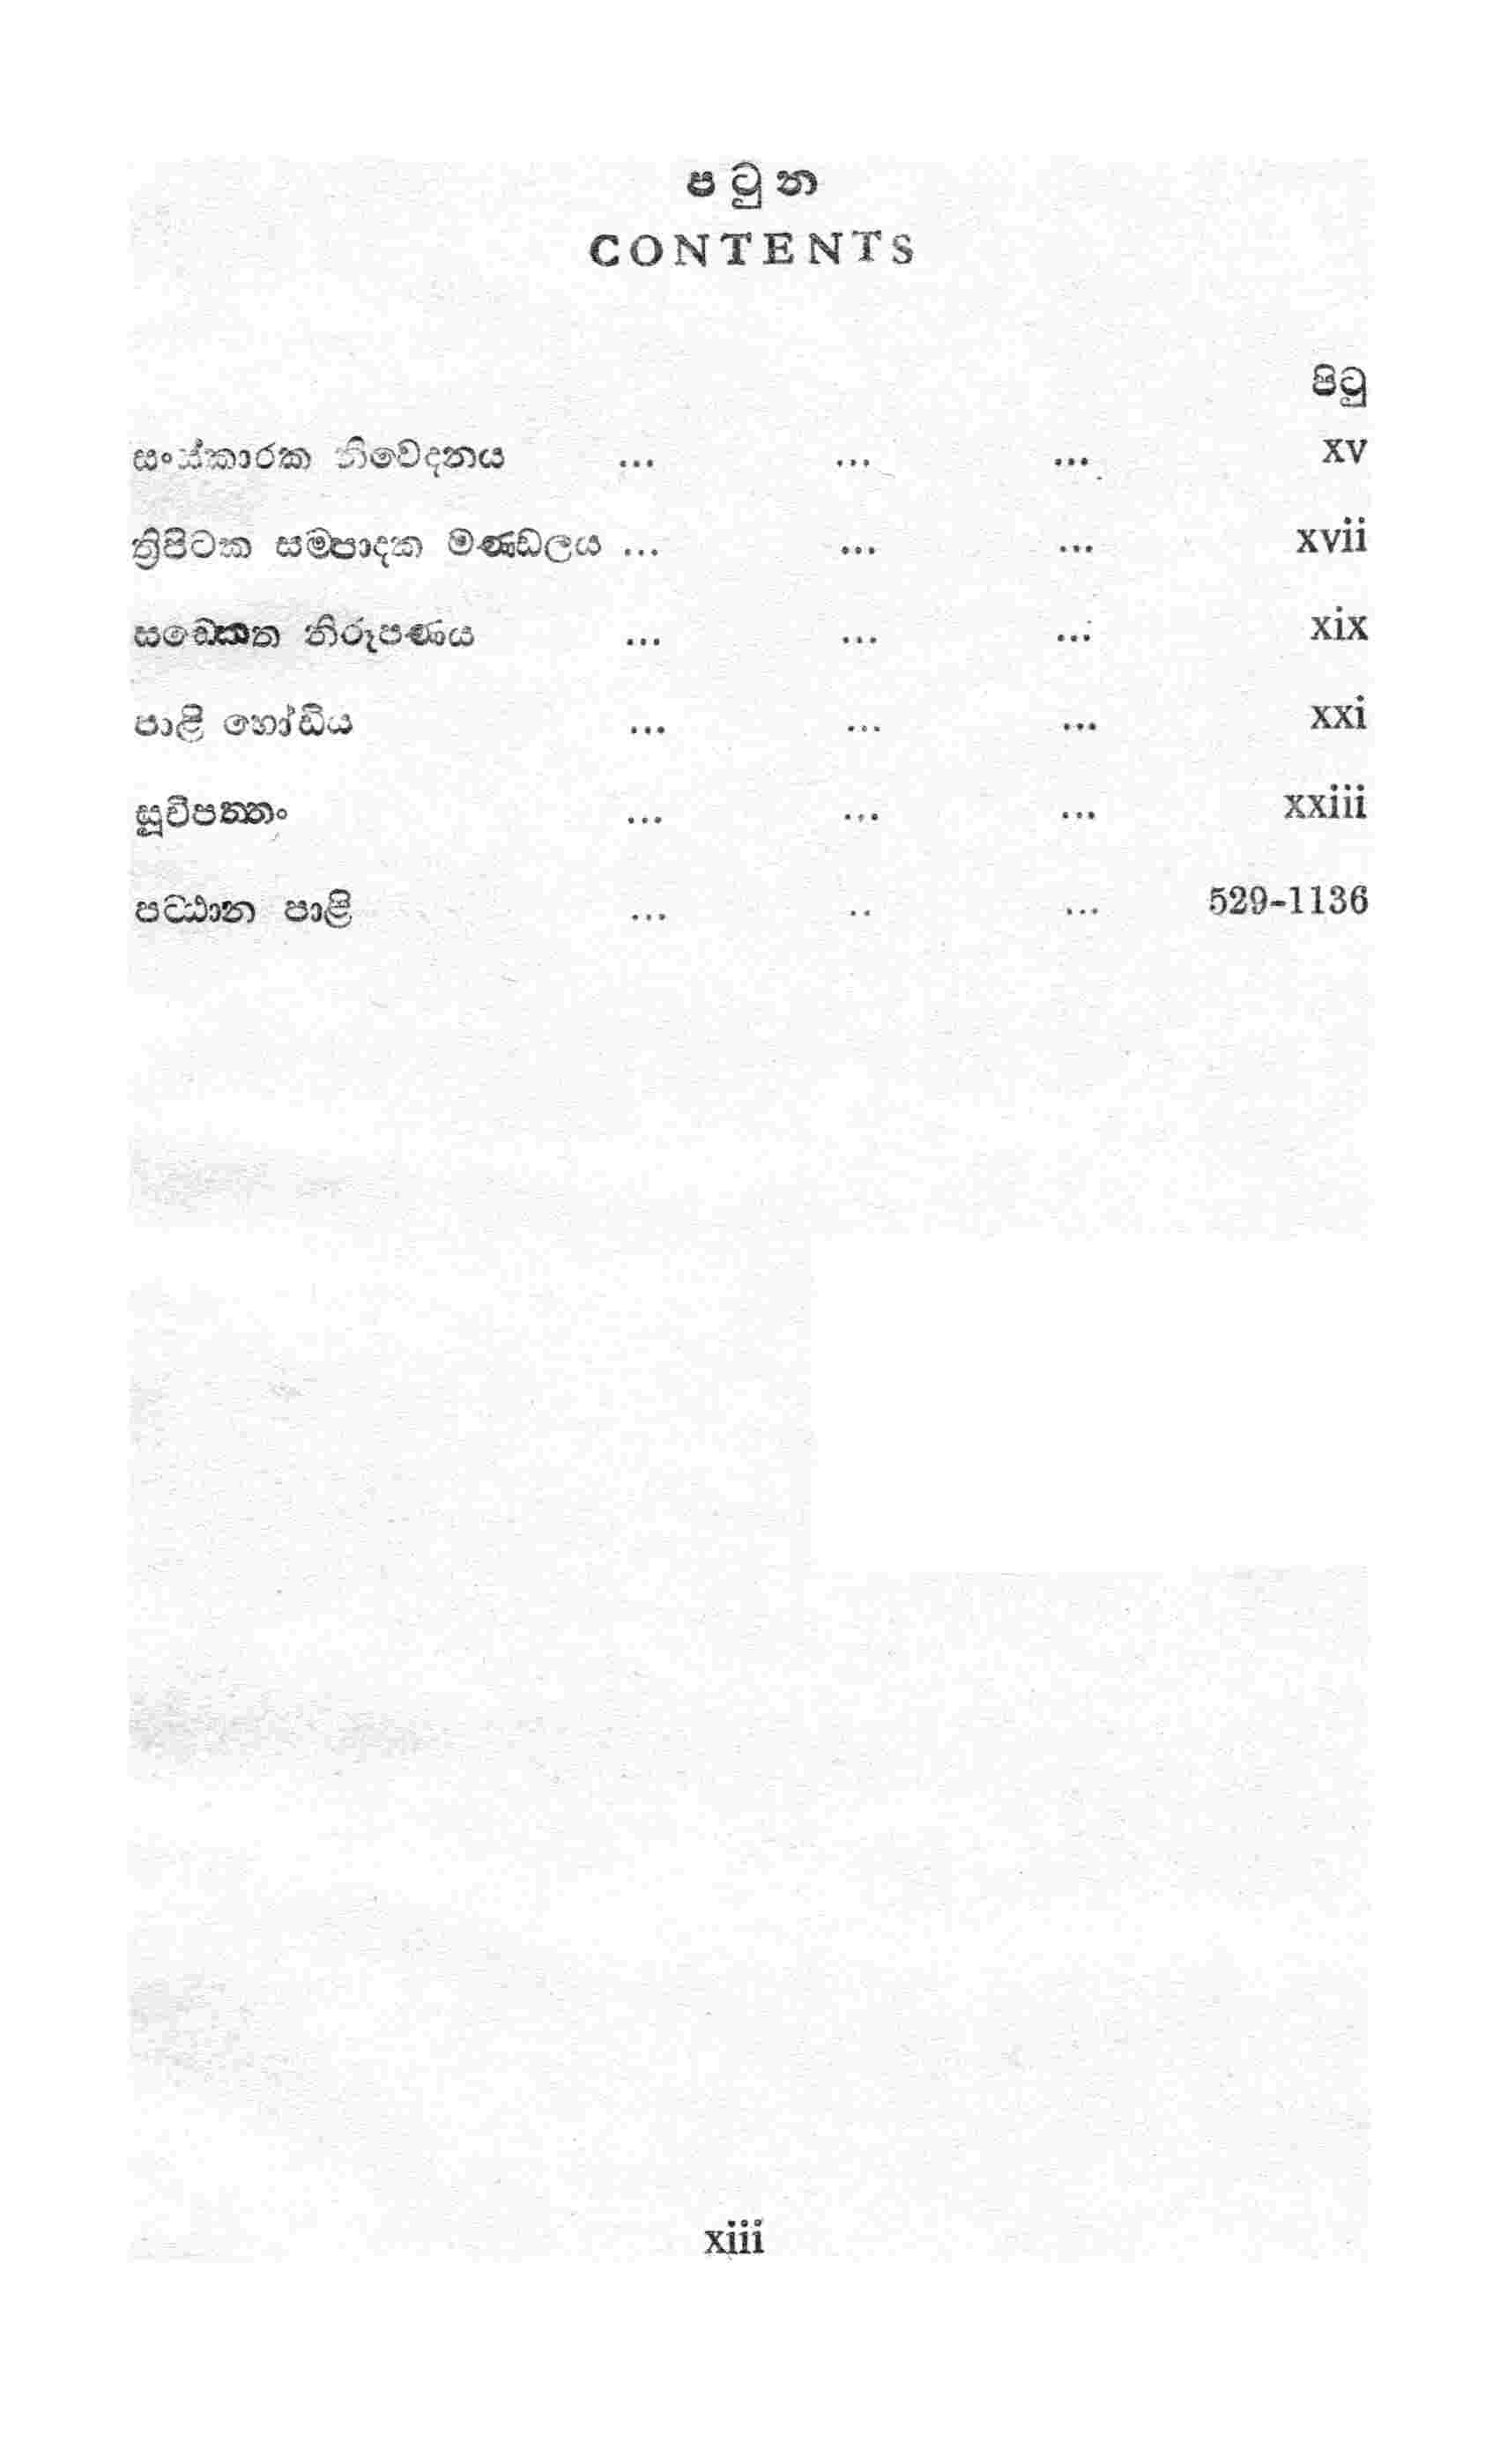 ප ටු න
CONTENTS
පිටු
සංස්කාරක නිවේදනය ... ... ... xv
ත්‍රිපිටක සම්පාදක මණ්ඩලය ... ... ... xvii
සඞ්කේත නිරූපණය ... ... ... xix
පාළි හෝඩිය ... ... ... xxi
සූචිපත්තං ... ... ... xxiii
පට්ඨාන පාළි ... .. ... 529-1136
xiii